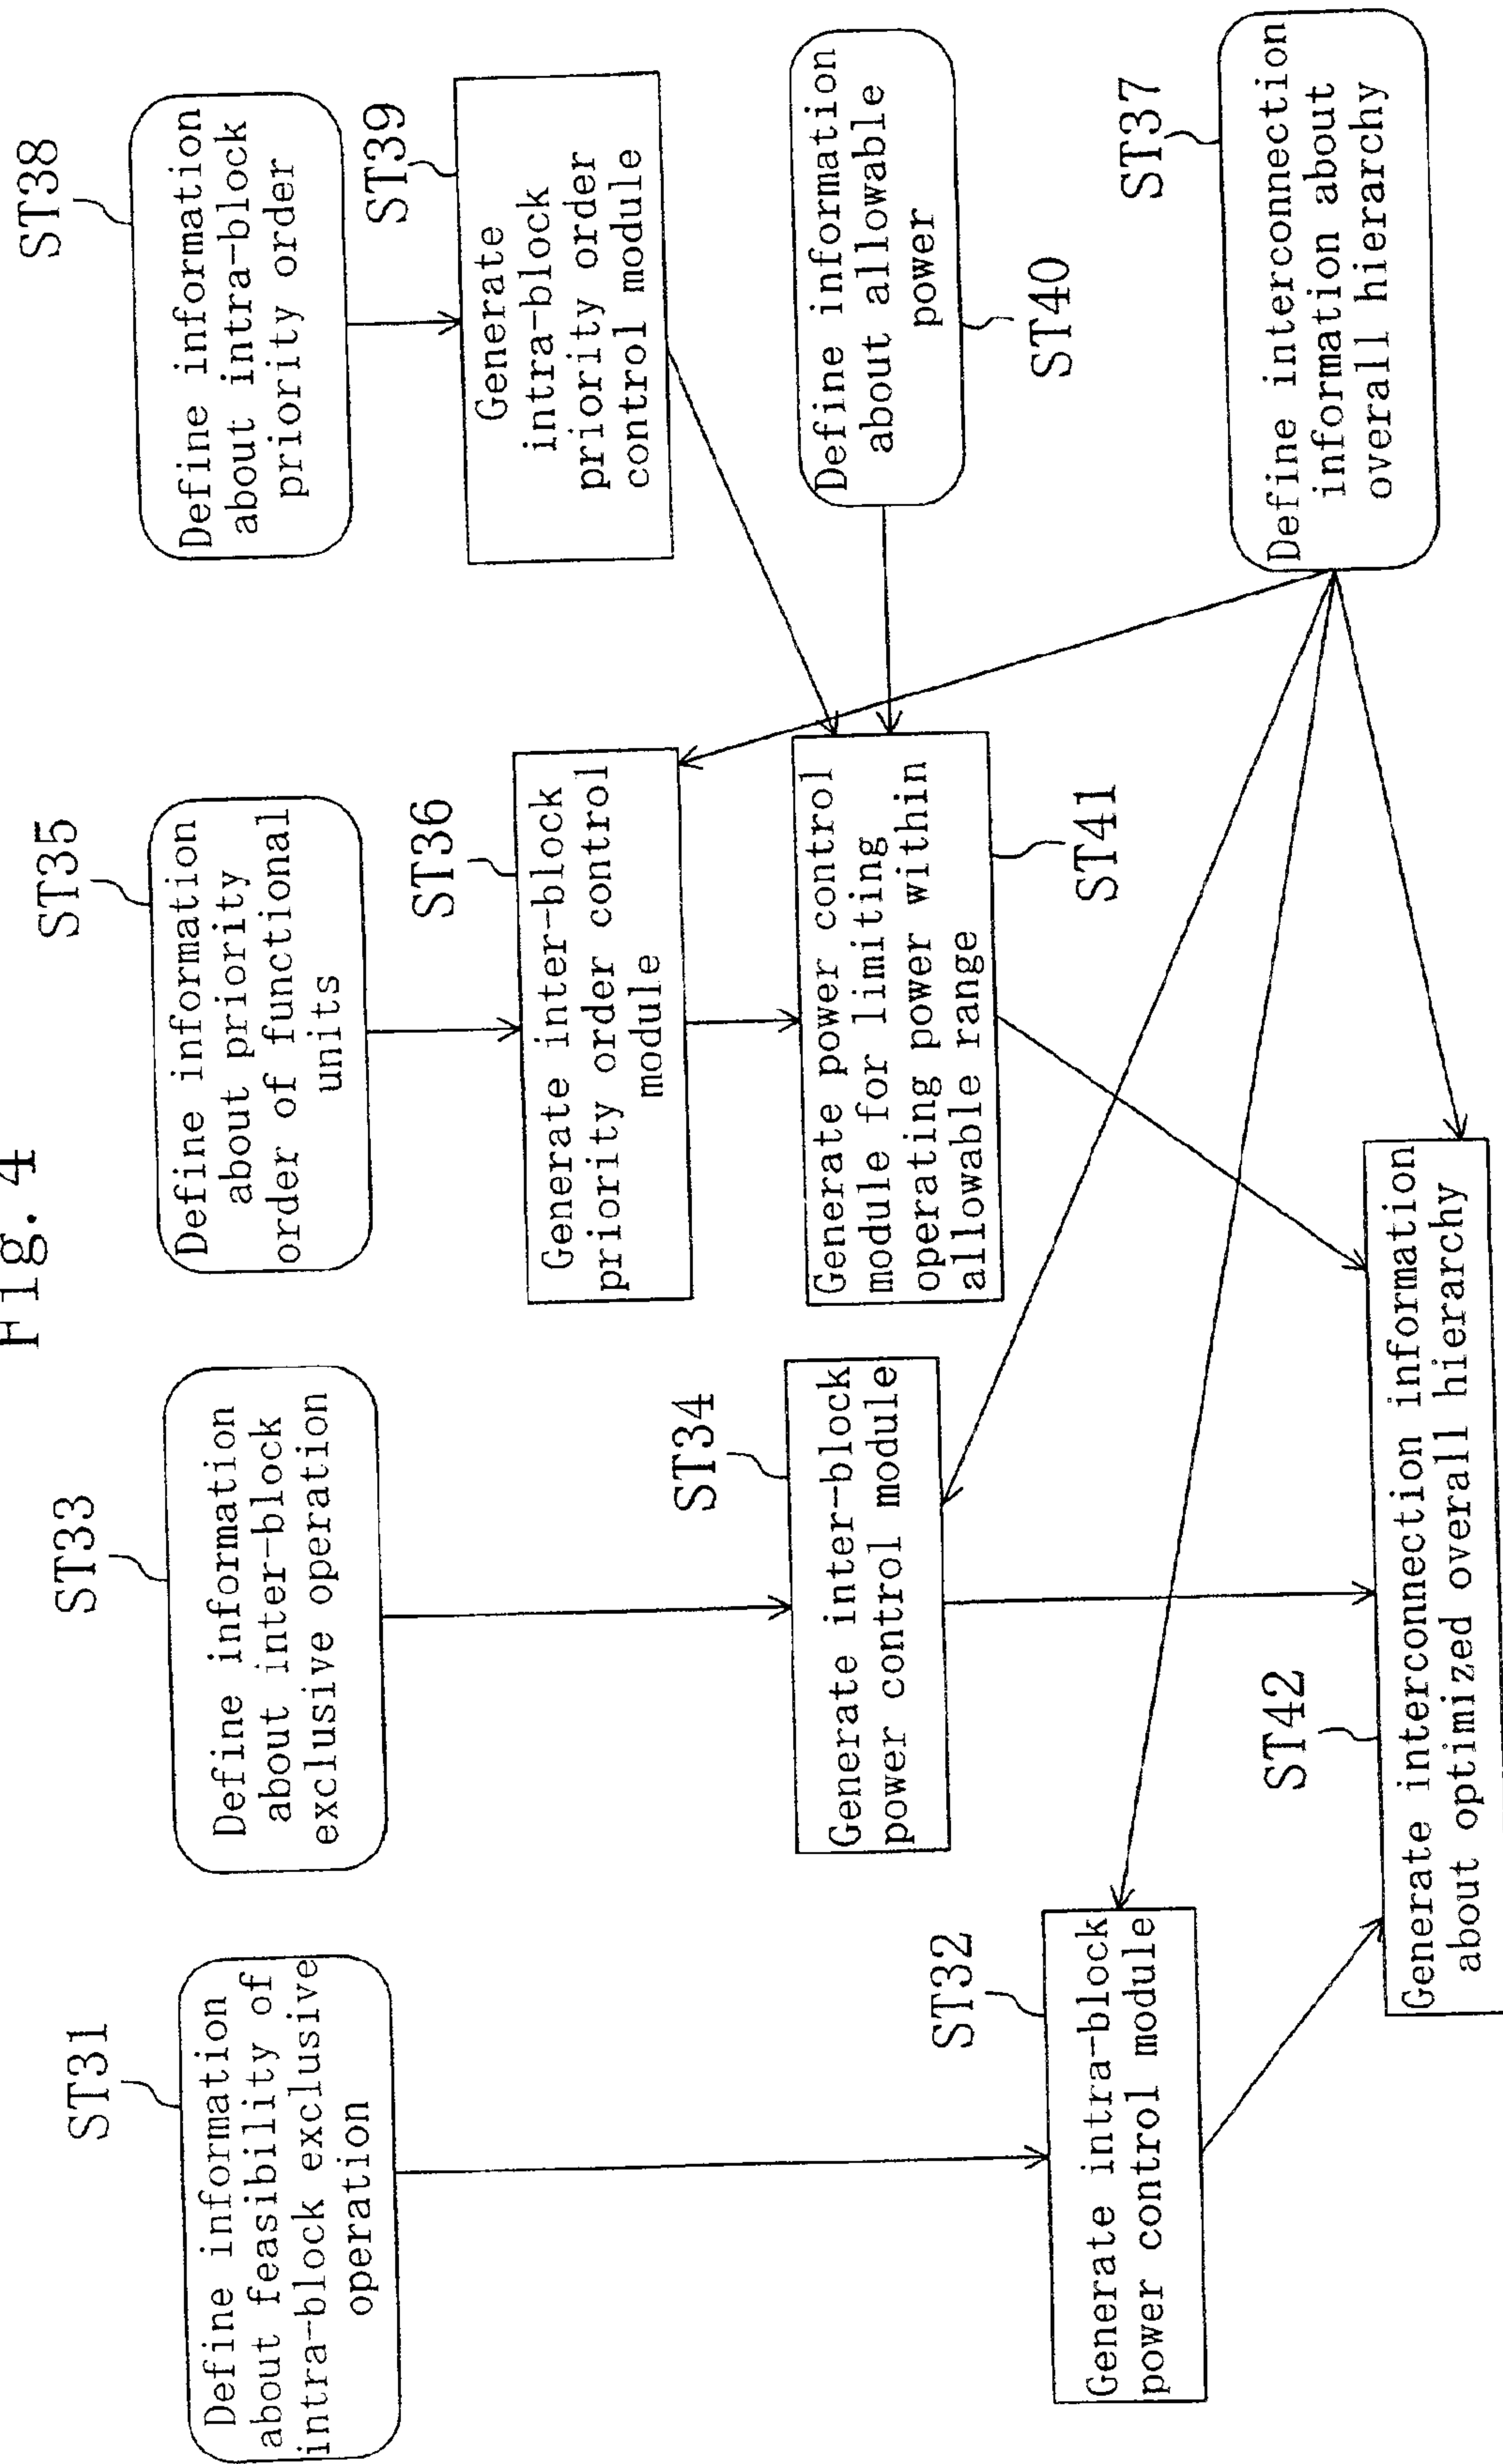 Fig. 4
ST31
Define information
about feasibility of
intra-block exclusive
operation
ST33
Define information
about inter-block
exclusive operation
ST35
Define information
about priority
order of functional
units
ST38
Define information
about intra-block
priority order
ST36
Generate inter-block
priority order control
module
ST39
Generate
intra-block
priority order
control module
ST34
Generate inter-block
power control module
Generate power control
module for limiting
operating power within
allowable range
ST41
Define information
about allowable
power
ST40
ST32
Generate intra-block
power control module
ST37
Define interconnection
information about
overall hierarchy
ST42
Generate interconnection information
about optimized overall hierarchy